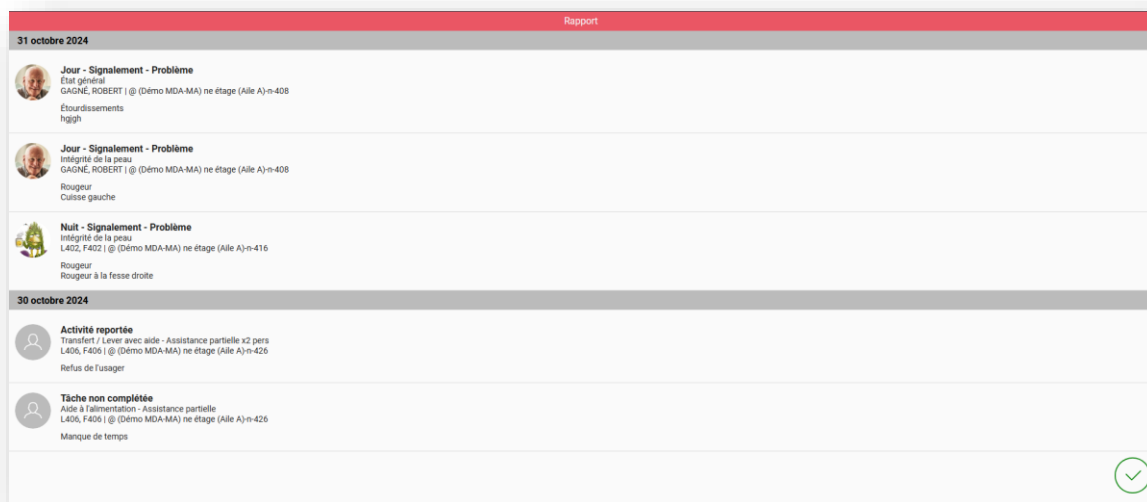 Rapport
31 octobre 2024
Jour - Signalement - Problème
État général
GAGNÉ, ROBERT | @ (Démo MDA-MA) ne étage (Aile A)-n-408
Étourdissements
hgjgh
Jour - Signalement - Problème
Intégrité de la peau
GAGNÉ, ROBERT | @ (Démo MDA-MA) ne étage (Aile A)-n-408
Rougeur
Cuisse gauche
Nuit - Signalement - Problème
Intégrité de la peau
L402, F402 | @ (Démo MDA-MA) ne étage (Aile A)-n-416
Rougeur
Rougeur à la fesse droite
30 octobre 2024
Activité reportée
Transfert / Lever avec aide - Assistance partielle x2 pers
L406, F406 | @ (Démo MDA-MA) ne étage (Aile A)-n-426
Refus de l'usager
Tâche non complétée
Aide à l'alimentation - Assistance partielle
L406, F406 | @ (Démo MDA-MA) ne étage (Aile A)-n-426
Manque de temps